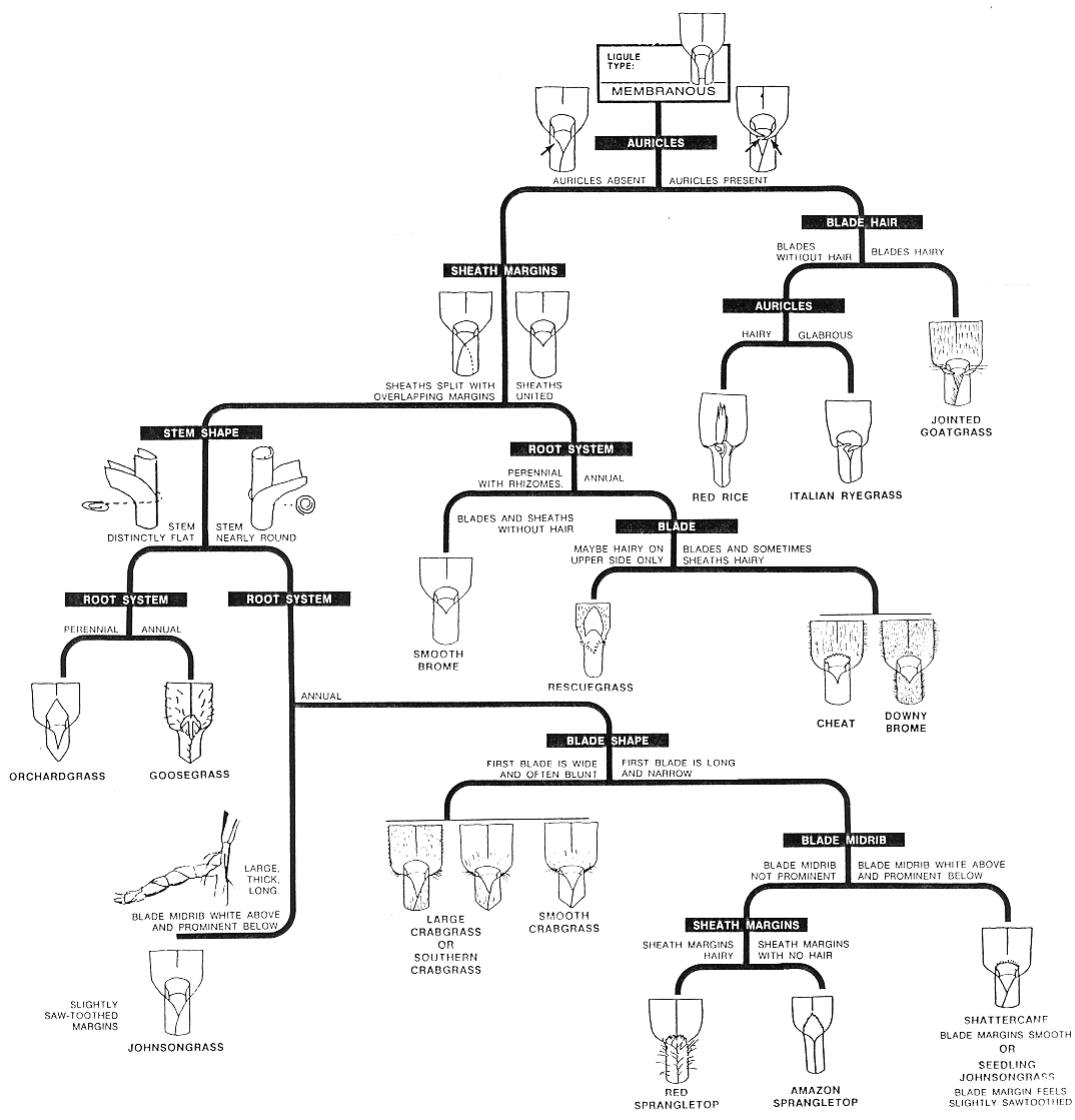 LIGULE
TYPE:
MEMBRANOUS
AURICLES
AURICLES ABSENT
AURICLES PRESENT
BLADE HAIR
BLADES
WITHOUT HAIR
BLADES HAIRY
SHEATH MARGINS
AURICLES
HAIRY
GLABROUS
SHEATHS SPLIT WITH
OVERLAPPING MARGINS
SHEATHS
UNITED
JOINTED
GOATGRASS
STEM SHAPE
ROOT SYSTEM
PERENNIAL
WITH RHIZOMES.
ANNUAL
RED RICE
ITALIAN RYEGRASS
BLADES AND SHEATHS
WITHOUT HAIR
BLADE
STEM
DISTINCTLY FLAT
STEM
NEARLY ROUND
MAYBE HAIRY ON
UPPER SIDE ONLY
BLADES AND SOMETIMES
SHEATHS HAIRY
ROOT SYSTEM
ROOT SYSTEM
PERENNIAL
ANNUAL
SMOOTH
BROME
RESCUEGRASS
CHEAT
DOWNY
BROME
ANNUAL
ORCHARDGRASS
GOOSEGRASS
BLADE SHAPE
FIRST BLADE IS WIDE
AND OFTEN BLUNT
FIRST BLADE IS LONG
AND NARROW
BLADE MIDRIB
BLADE MIDRIB
NOT PROMINENT
BLADE MIDRIB WHITE ABOVE
AND PROMINENT BELOW
LARGE,
THICK,
LONG.
BLADE MIDRIB WHITE ABOVE
AND PROMINENT BELOW
LARGE
CRABGRASS
OR
SOUTHERN
CRABGRASS
SMOOTH
CRABGRASS
SHEATH MARGINS
SHEATH MARGINS
HAIRY
SHEATH MARGINS
WITH NO HAIR
SLIGHTLY
SAW-TOOTHED
MARGINS
JOHNSONGRASS
RED
SPRANGLETOP
AMAZON
SPRANGLETOP
SHATTERCANE
BLADE MARGINS SMOOTH
OR
SEEDLING
JOHNSONGRASS
BLADE MARGIN FEELS
SLIGHTLY SAWTOOTHED